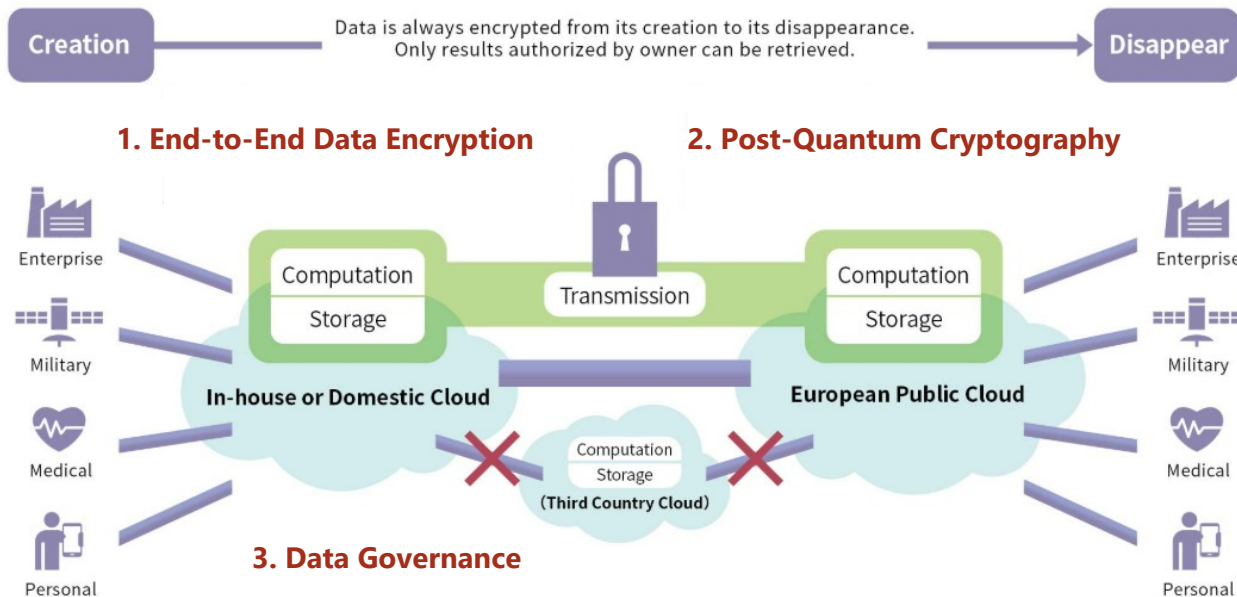 Creation
Data is always encrypted from its creation to its disappearance.
Only results authorized by owner can be retrieved.
Disappear
1. End-to-End Data Encryption
2. Post-Quantum Cryptography
Enterprise
Military
Medical
Personal
Computation
Storage
In-house or Domestic Cloud
Transmission
Computation
Storage
European Public Cloud
Computation
Storage
(Third Country Cloud)
3. Data Governance
Enterprise
Military
Medical
Personal